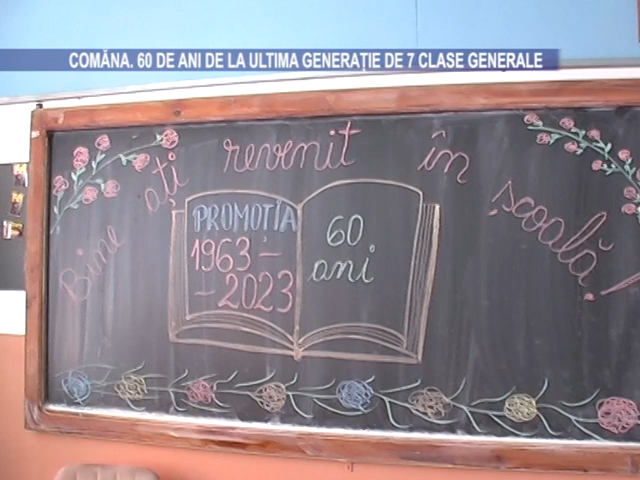 COMĂNA. 60 DE ANI DE LA ULTIMA GENERAȚIE DE 7 CLASE GENERALE
Bine ați revenit în școală!
PROMOȚIA
1963 -
- 2023
60
ani